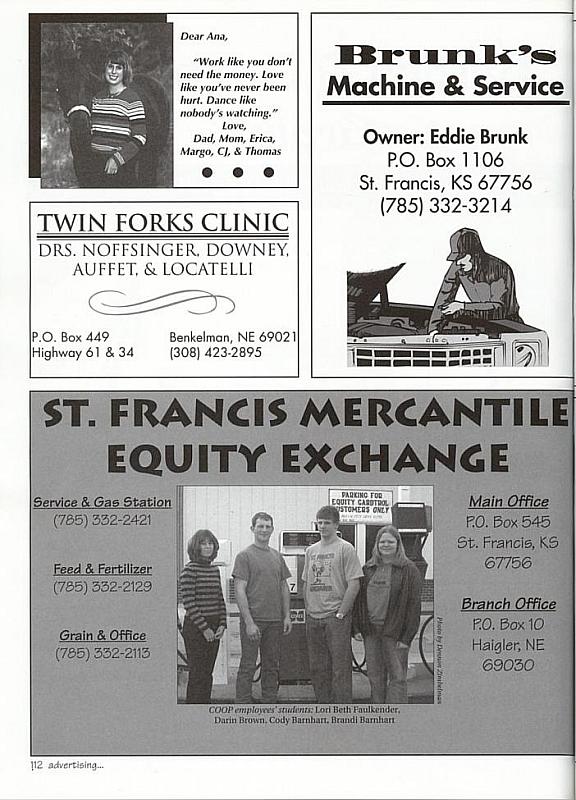 Dear Ana,
"Work like you don't
need the money. Love
like you've never been
hurt. Dance like
nobody's watching."
Love,
Dad, Mom, Erica,
Margo, CJ, & Thomas
Brunk's
Machine & Service
Owner: Eddie Brunk
P.O. Box 1106
St. Francis, KS 67756
(785) 332-3214
TWIN FORKS CLINIC
DRS. NOFFSINGER, DOWNEY,
AUFFET, & LOCATELLI
P.O. Box 449
Highway 61 & 34
Benkelman, NE 69021
(308) 423-2895
ST. FRANCIS MERCANTILE
EQUITY EXCHANGE
Service & Gas Station
(785) 332-2421
Feed & Fertilizer
(785) 332-2129
Grain & Office
(785) 332-2113
PARKING FOR
EQUITY CARDTROL
CUSTOMERS ONLY
7
Main Office
P.O. Box 545
St. Francis, KS
67756
Branch Office
P.O. Box 10
Haigler, NE
69030
Photo by Denneen Zimbelman
COOP employees' students: Lori Beth Faulkender,
Darin Brown, Cody Barnhart, Brandi Barnhart
112 advertising...